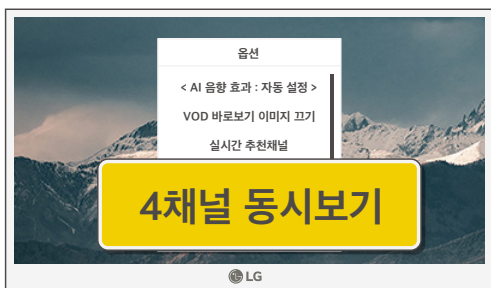 옵션
< AI 음향 효과 : 자동 설정 >
VOD 바로보기 이미지 끄기
실시간 추천채널
4채널 동시보기
LG